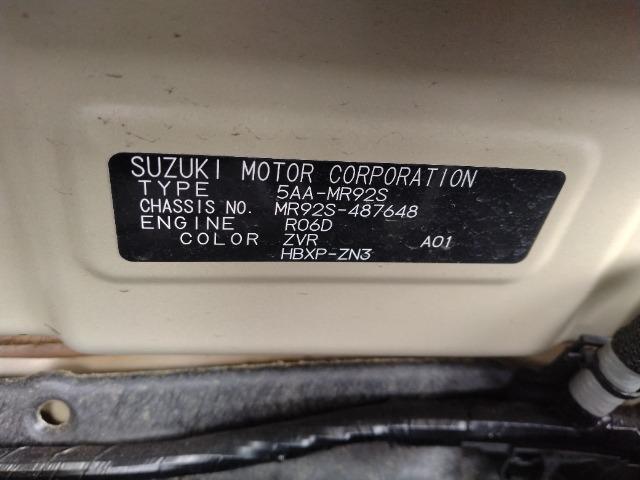 SUZUKI MOTOR CORPORATION
TYPE 5AA-MR92S
CHASSIS NO. MR92S-487648
ENGINE R06D
COLOR ZVR A01
HBXP-ZN3